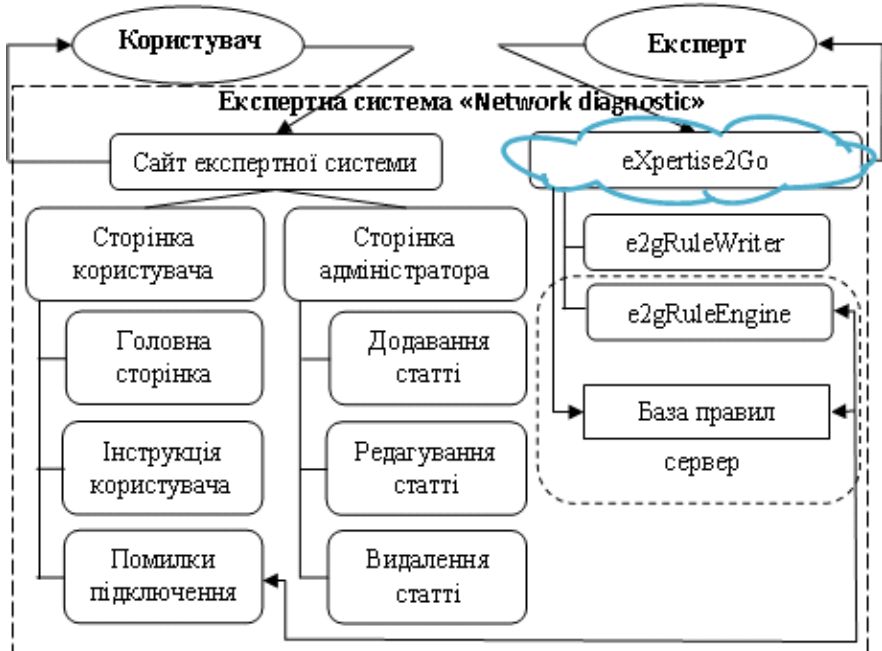 Користувач
Експерт
Експертна система «Network diagnostic»
Сайт експертної системи
eXpertise2Go
Сторінка
користувача
Сторінка
адміністратора
e2gRuleWriter
e2gRuleEngine
Головна
сторінка
Додавання
статті
База правил
сервер
Інструкція
користувача
Редагування
статті
Помилки
підключення
Видалення
статті